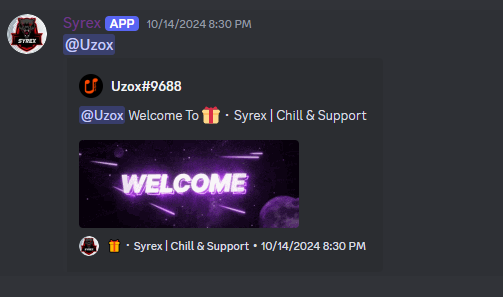 Syrex APP 10/14/2024 8:30 PM
@Uzox
Uzox#9688
@Uzox Welcome To 🎁・Syrex | Chill & Support
WELCOME
🎁・Syrex | Chill & Support • 10/14/2024 8:30 PM
SYREX